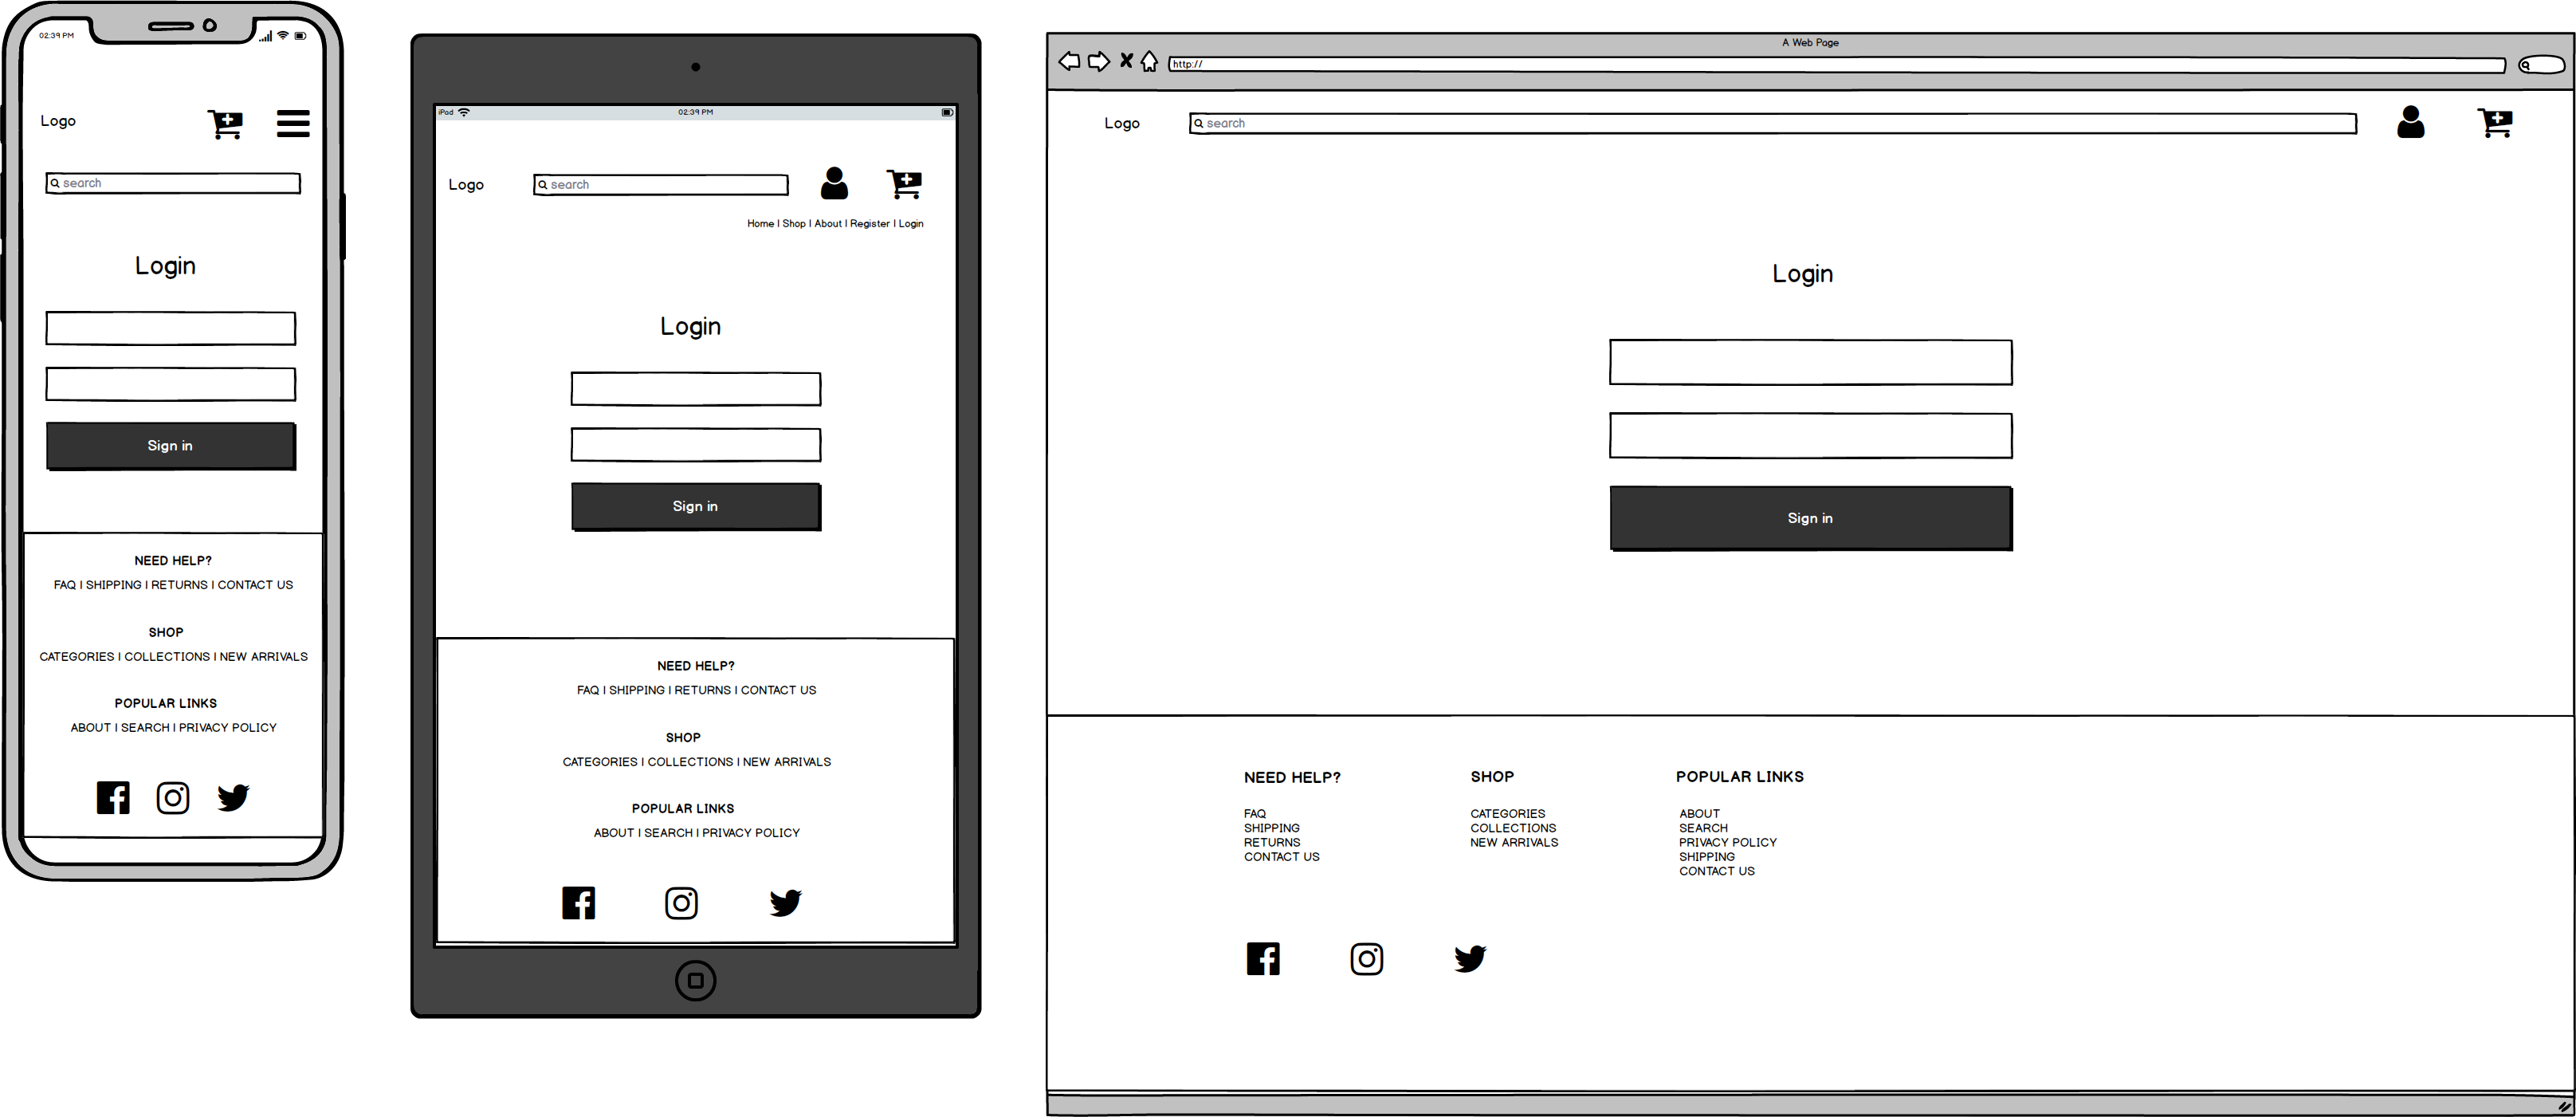 02:39 PM
Logo
search
Login
Sign in
NEED HELP?
FAQ | SHIPPING | RETURNS | CONTACT US
SHOP
CATEGORIES | COLLECTIONS | NEW ARRIVALS
POPULAR LINKS
ABOUT | SEARCH | PRIVACY POLICY
iPad
02:39 PM
Logo
search
Home | Shop | About | Register | Login
Login
Sign in
NEED HELP?
FAQ | SHIPPING | RETURNS | CONTACT US
SHOP
CATEGORIES | COLLECTIONS | NEW ARRIVALS
POPULAR LINKS
ABOUT | SEARCH | PRIVACY POLICY
A Web Page
http://
Logo
search
Login
Sign in
NEED HELP?
FAQ
SHIPPING
RETURNS
CONTACT US
SHOP
CATEGORIES
COLLECTIONS
NEW ARRIVALS
POPULAR LINKS
ABOUT
SEARCH
PRIVACY POLICY
SHIPPING
CONTACT US